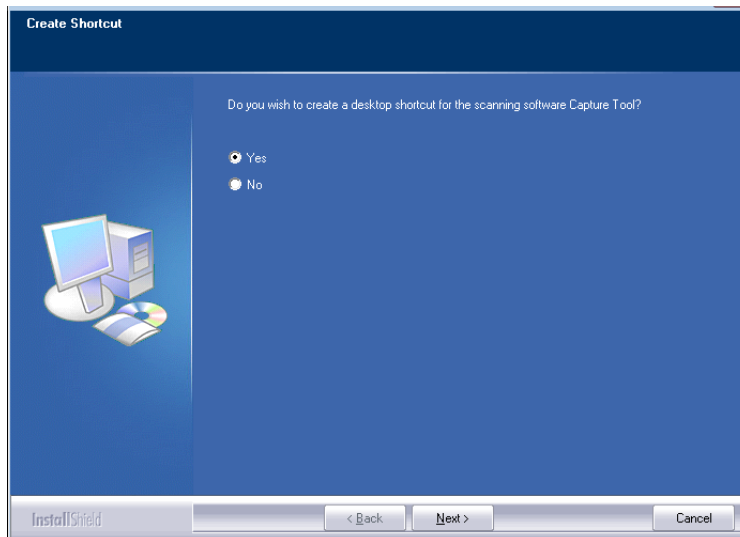 Create Shortcut
Do you wish to create a desktop shortcut for the scanning software Capture Tool?
Yes
No
InstallShield
< Back
Next >
Cancel